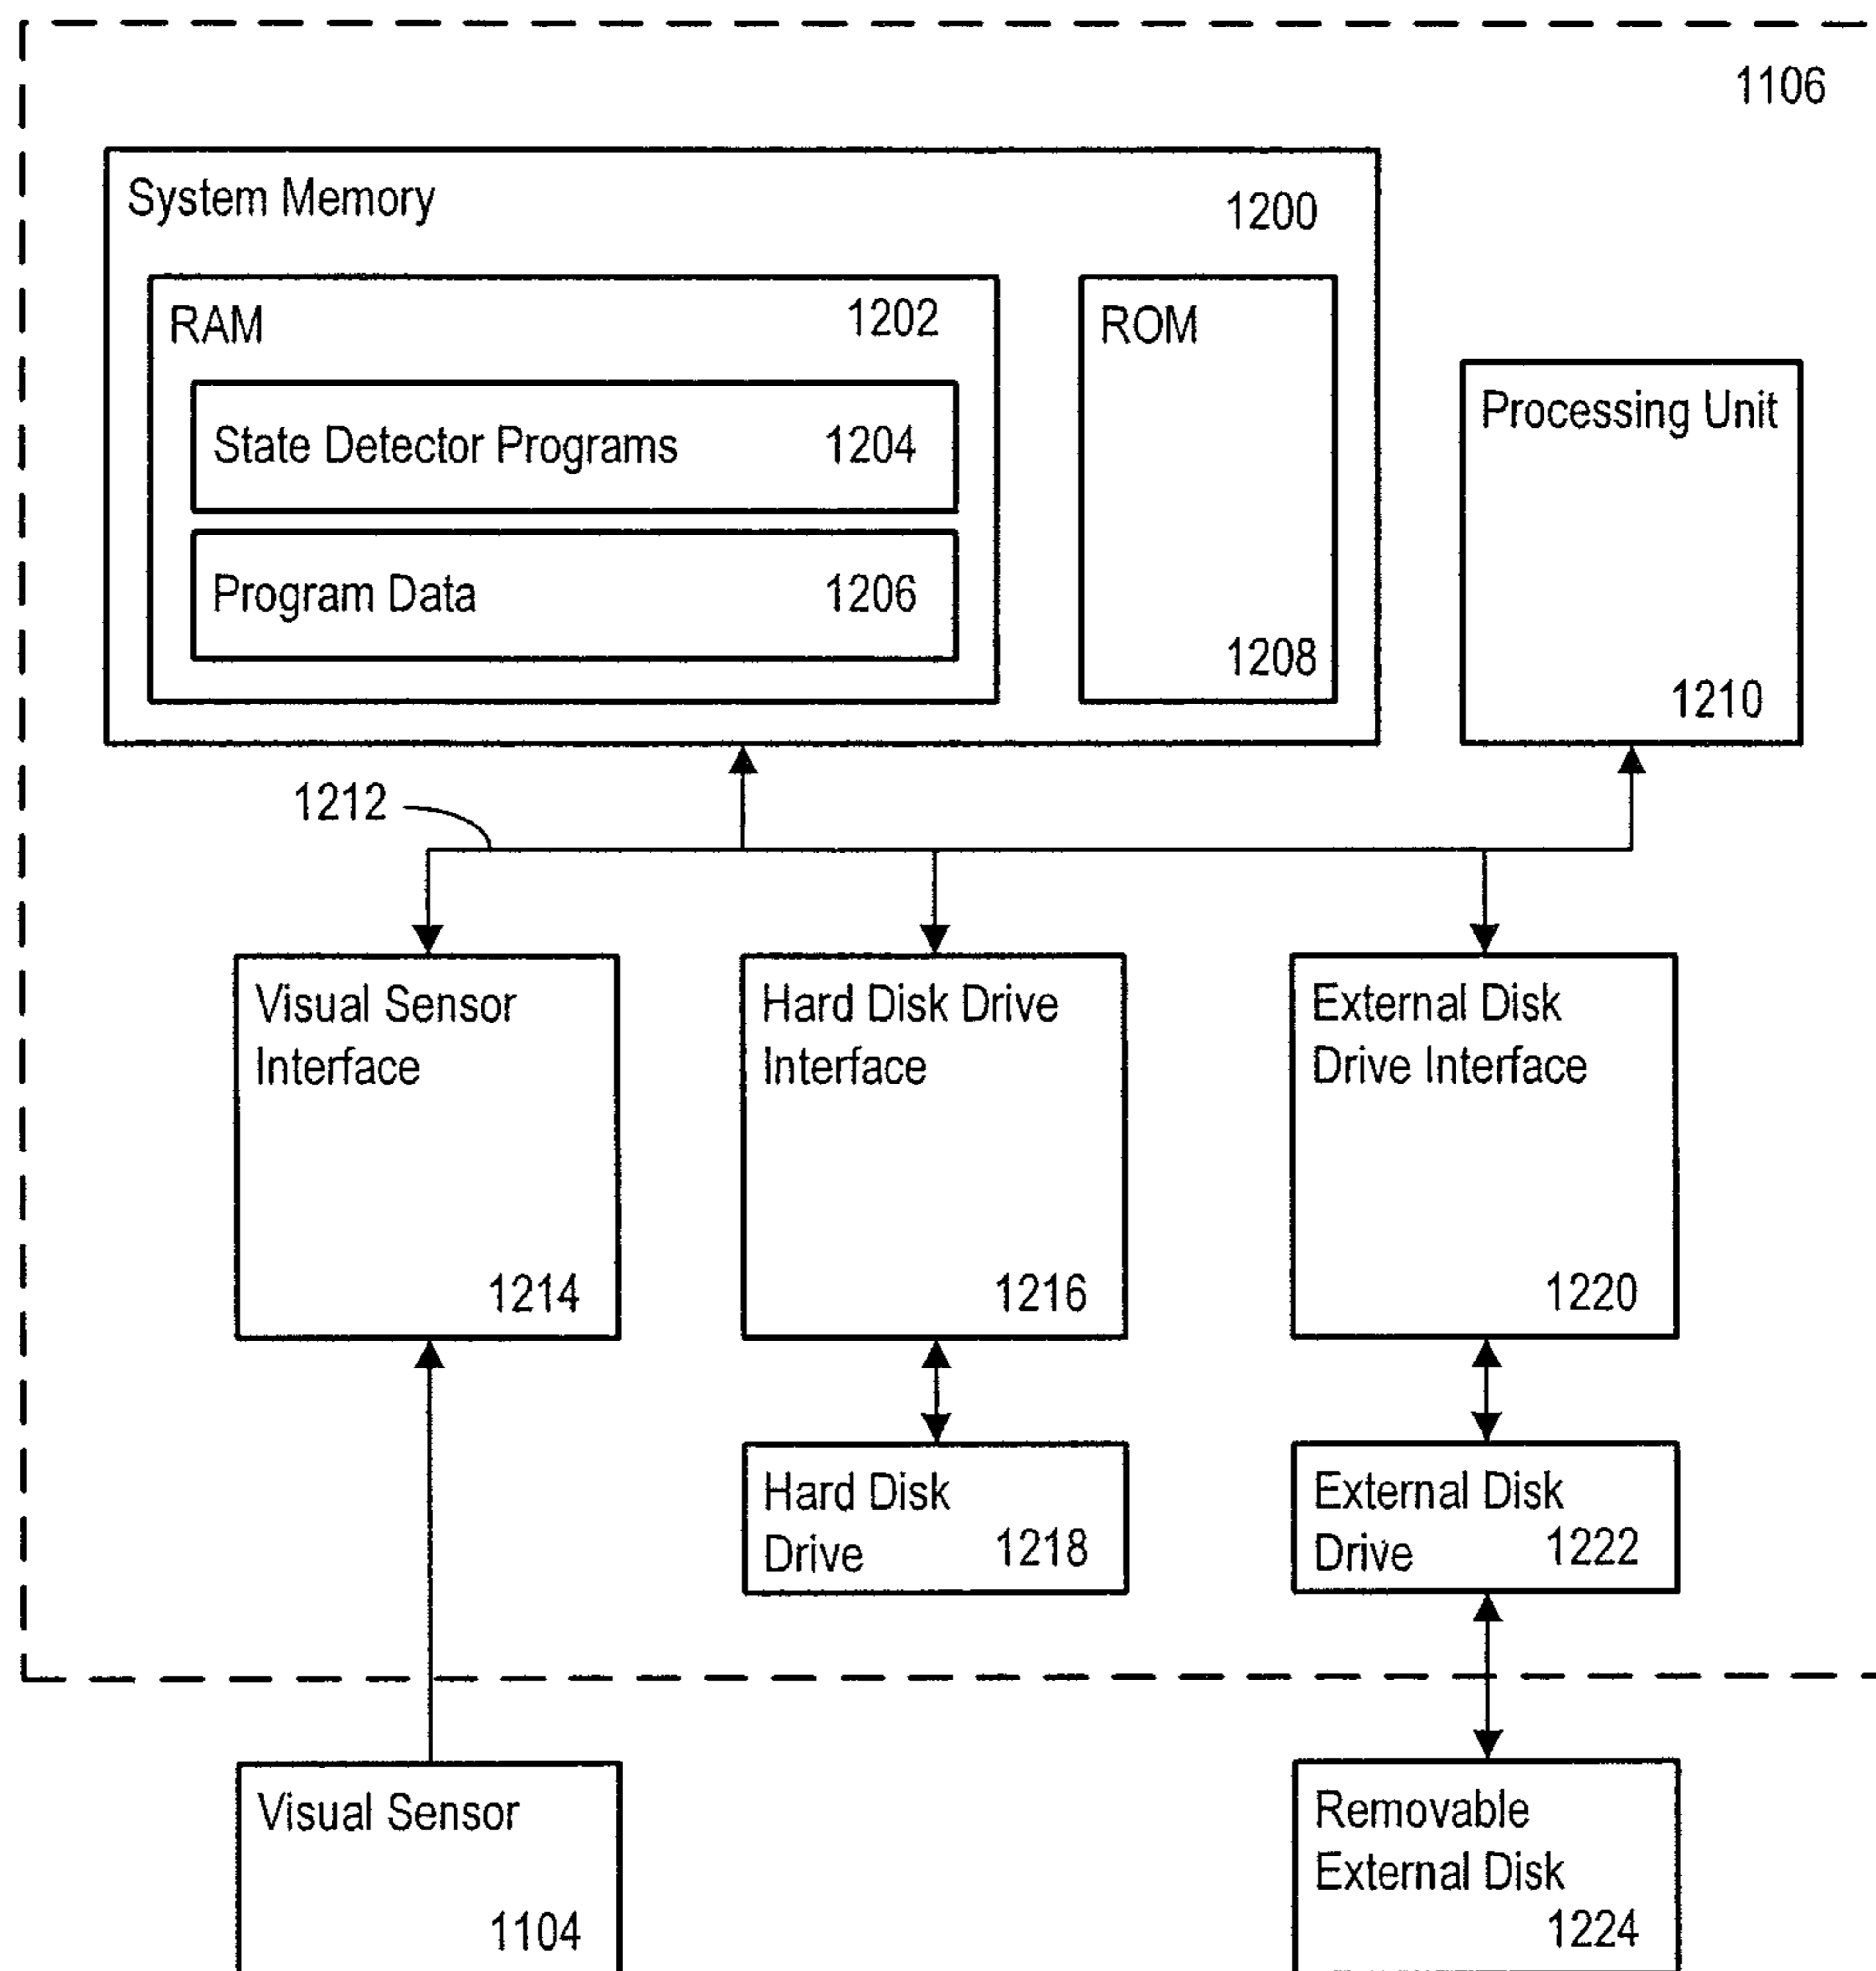 1106
System Memory
1200
RAM
1202
ROM
State Detector Programs
1204
Program Data
1206
1208
Processing Unit
1210
1212
Visual Sensor
Interface
1214
Hard Disk Drive
Interface
1216
External Disk
Drive Interface
1220
Hard Disk
Drive
1218
External Disk
Drive
1222
Visual Sensor
1104
Removable
External Disk
1224